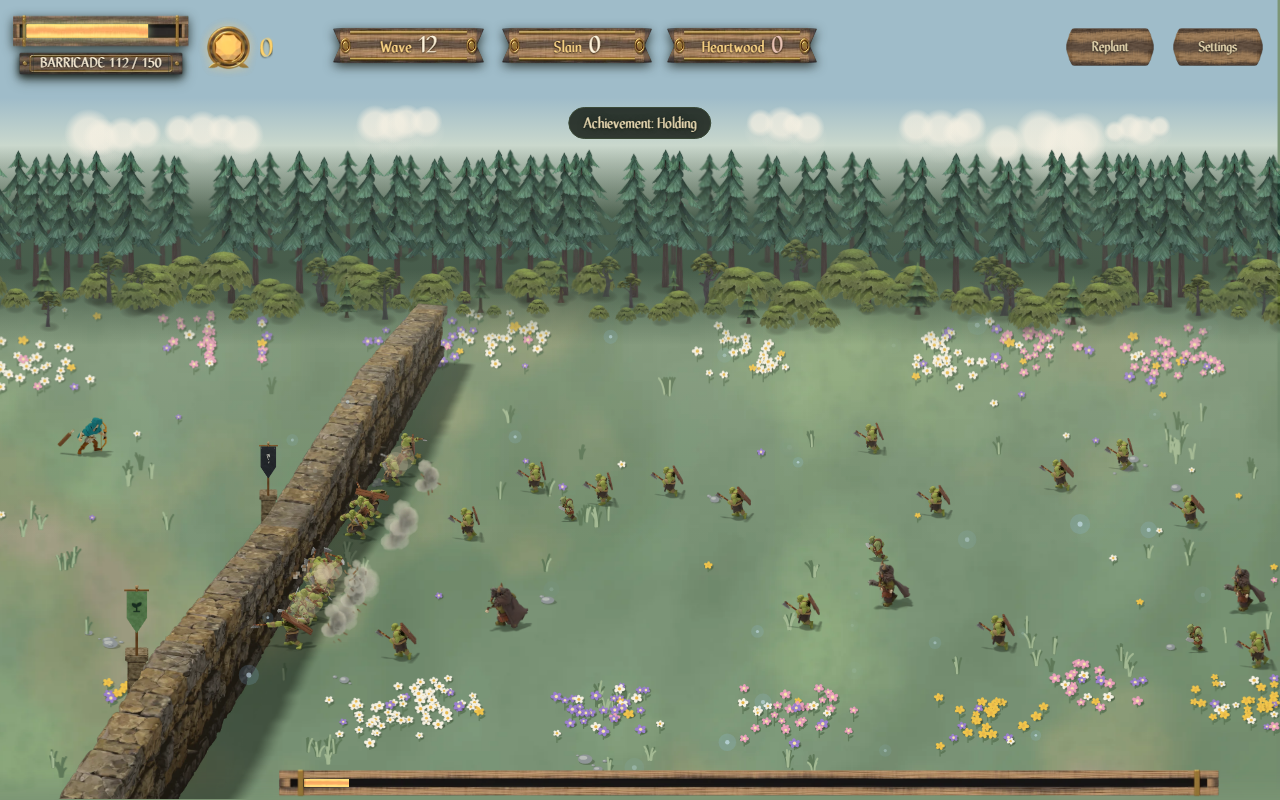 BARRICADE 112 / 150
0
Wave 12
Slain 0
Heartwood 0
Replant
Settings
Achievement: Holding